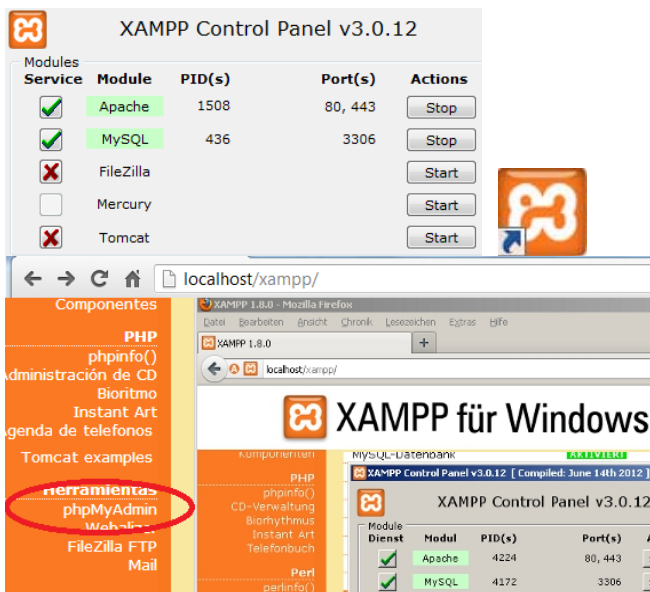 XAMPP Control Panel v3.0.12
Modules
Service Module PID(s) Port(s) Actions
Apache 1508 80, 443 Stop
MySQL 436 3306 Stop
FileZilla Start
Mercury Start
Tomcat Start
localhost/xampp/
Componentes
PHP
phpinfo()
Administración de CD
Bioritmo
Instant Art
Agenda de telefonos
Tomcat examples
Herramientas
phpMyAdmin
Webalizer
FileZilla FTP
Mail
XAMPP 1.8.0 - Mozilla Firefox
Datei Bearbeiten Ansicht Chronik Lesezeichen Extras Hilfe
XAMPP 1.8.0
localhost/xampp/
XAMPP für Windows
Komponenten
MySQL-Datenbank AKTIVIERT
PHP
phpinfo()
CD-Verwaltung
Biorhythmus
Instant Art
Telefonbuch
Perl
perlinfo()
XAMPP Control Panel v3.0.12 [ Compiled: June 14th 2012 ]
XAMPP Control Panel v3.0.12
Module
Dienst Modul PID(s) Port(s)
Apache 4224 80, 443
MySQL 4172 3306